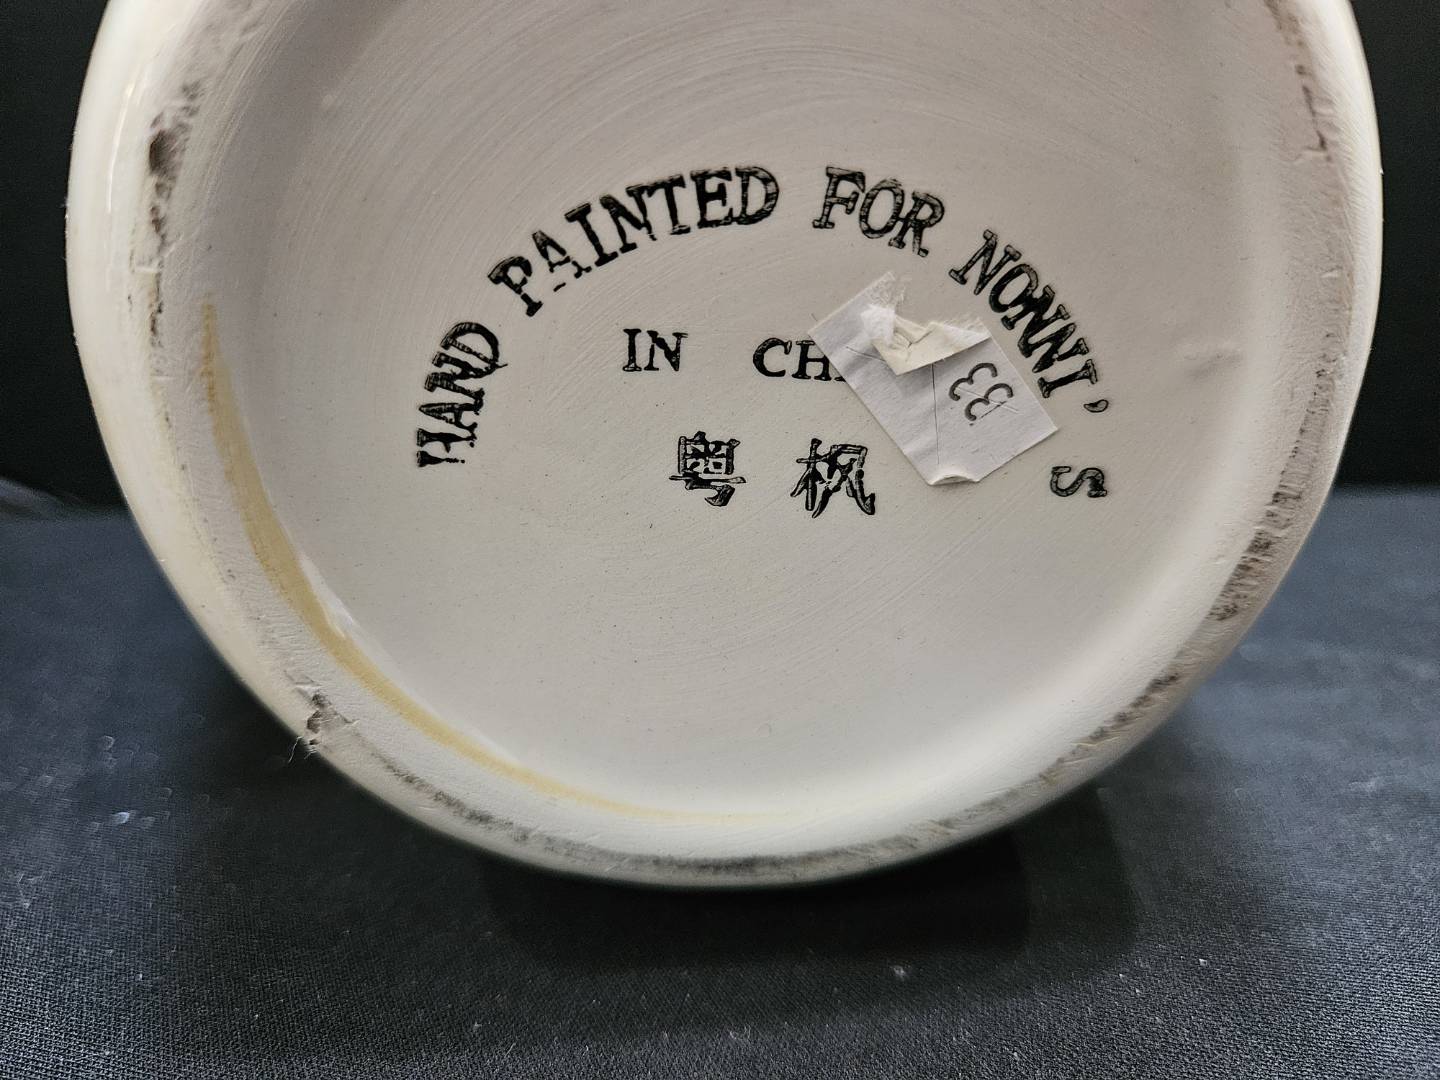 HAND PAINTED FOR NONNI'S
IN CH
33
粤枫